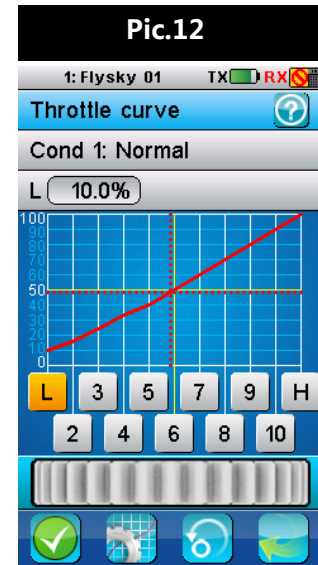 Pic.12
1: Flysky 01 TX RX
Throttle curve ?
Cond 1: Normal
L 10.0%
100
90
80
70
60
50
40
30
20
10
0
L 3 5 7 9 H
2 4 6 8 10